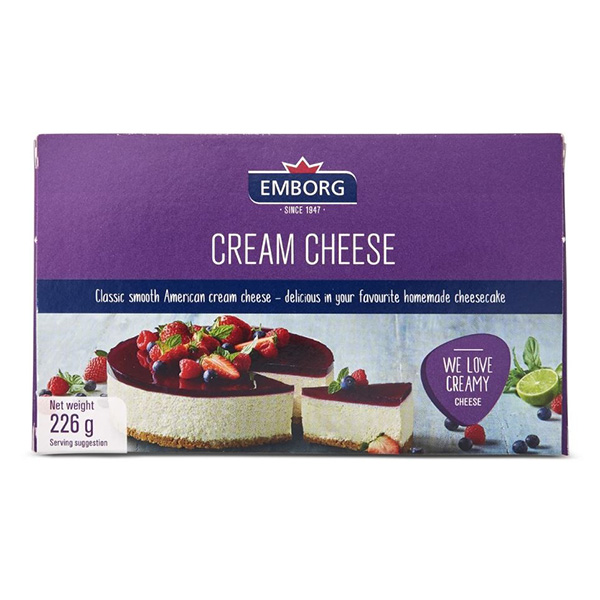 EMBORG
· SINCE 1947 ·
CREAM CHEESE
Classic smooth American cream cheese – delicious in your favourite homemade cheesecake
WE LOVE
CREAMY
CHEESE
Net weight
226 g
Serving suggestion